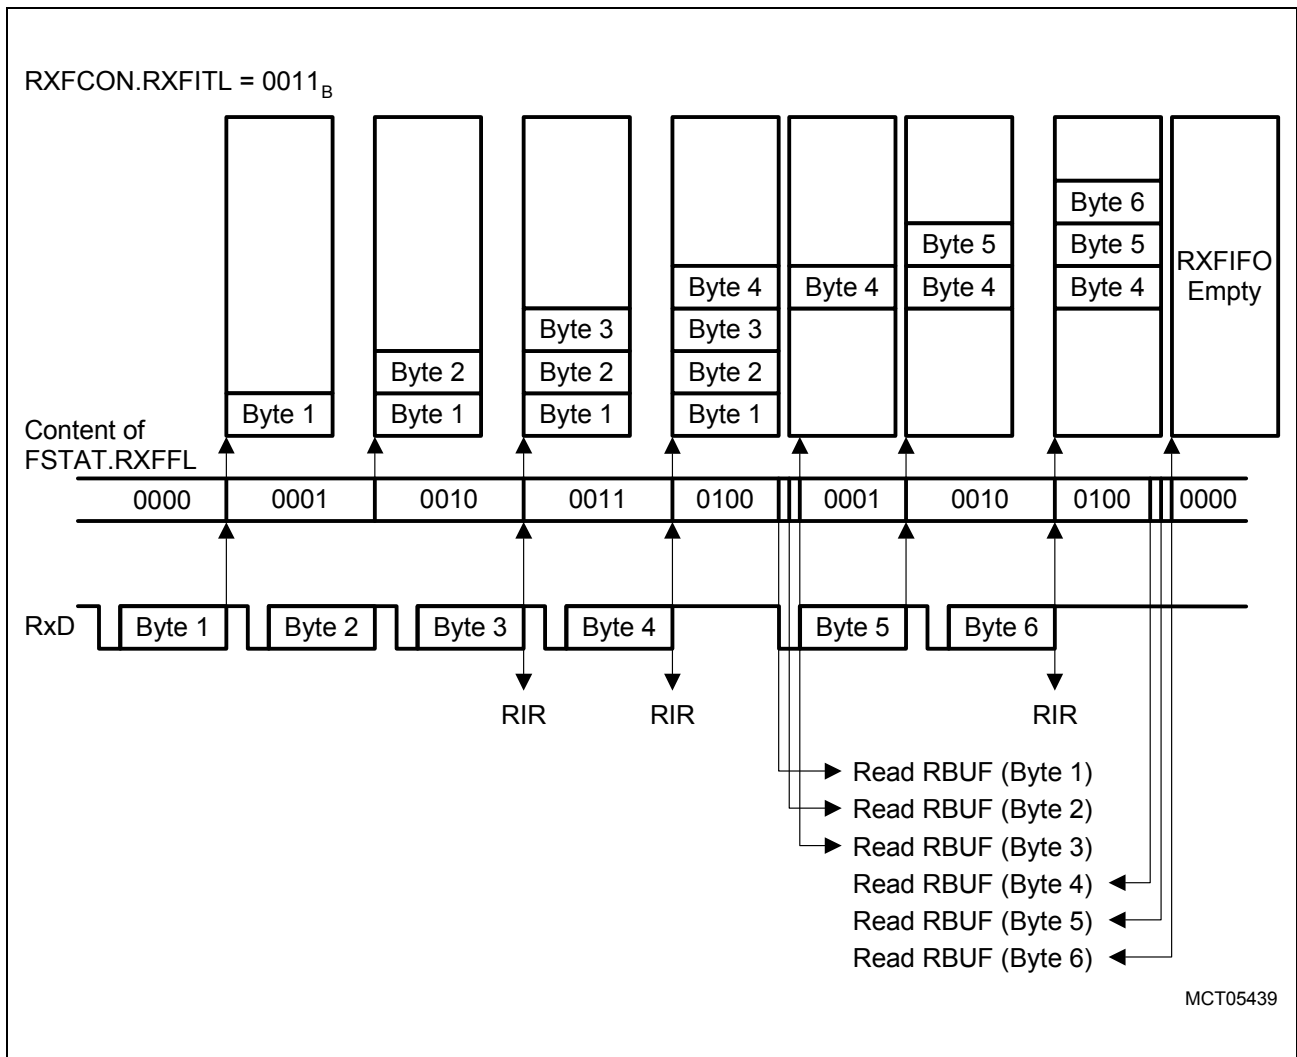 RXFCON.RXFITL = 0011B
Byte 6
Byte 5 Byte 5
Byte 4 Byte 4 Byte 4 Byte 4
RXFIFO
Empty
Byte 3 Byte 3
Byte 2 Byte 2 Byte 2
Byte 1 Byte 1 Byte 1 Byte 1
Content of
FSTAT.RXFFL
0000 0001 0010 0011 0100 0001 0010 0100 0000
RxD Byte 1 Byte 2 Byte 3 Byte 4 Byte 5 Byte 6
RIR RIR RIR
Read RBUF (Byte 1)
Read RBUF (Byte 2)
Read RBUF (Byte 3)
Read RBUF (Byte 4)
Read RBUF (Byte 5)
Read RBUF (Byte 6)
MCT05439